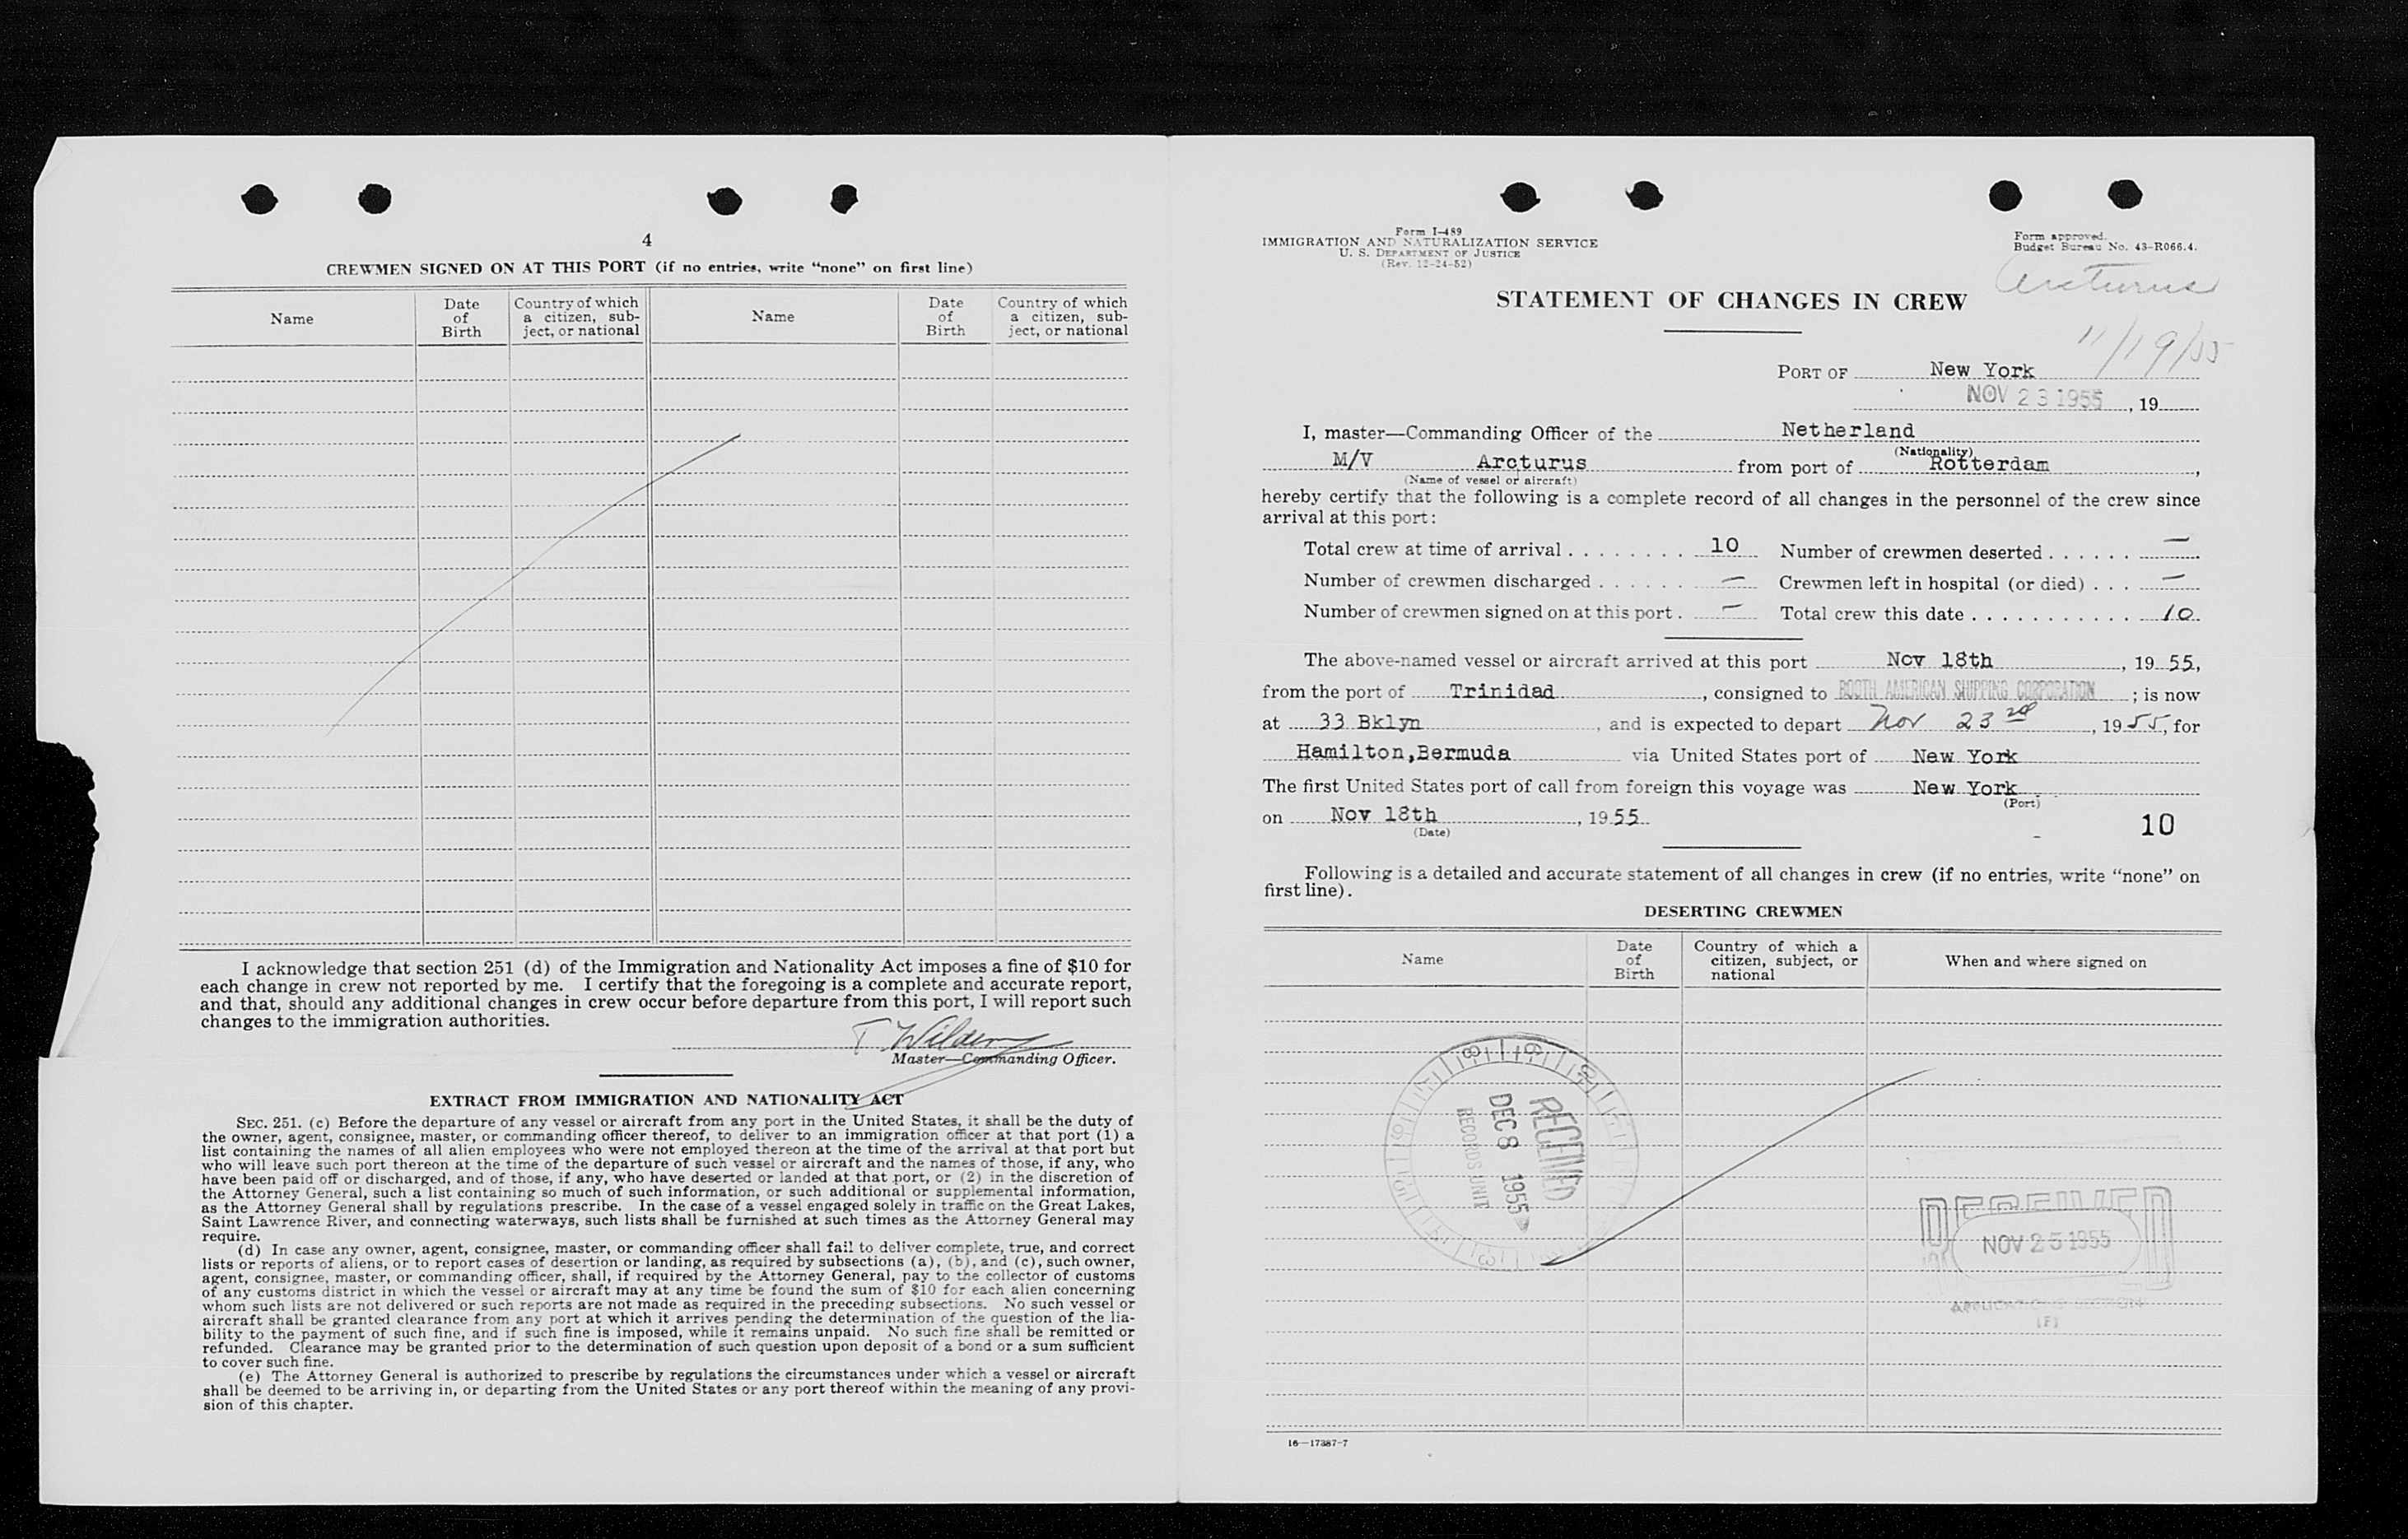 4
CREWMEN SIGNED ON AT THIS PORT (if no entries, write “none” on first line)
Name Date of Birth Country of which a citizen, sub-ject, or national Name Date of Birth Country of which a citizen, sub-ject, or national
I acknowledge that section 251 (d) of the Immigration and Nationality Act imposes a fine of $10 for
each change in crew not reported by me. I certify that the foregoing is a complete and accurate report,
and that, should any additional changes in crew occur before departure from this port, I will report such
changes to the immigration authorities.
Master—Commanding Officer.
EXTRACT FROM IMMIGRATION AND NATIONALITY ACT
SEC. 251. (c) Before the departure of any vessel or aircraft from any port in the United States, it shall be the duty of
the owner, agent, consignee, master, or commanding officer thereof, to deliver to an immigration officer at that port (1) a
list containing the names of all alien employees who were not employed thereon at the time of the arrival at that port but
who will leave such port thereon at the time of the departure of such vessel or aircraft and the names of those, if any, who
have been paid off or discharged, and of those, if any, who have deserted or landed at that port, or (2) in the discretion of
the Attorney General, such a list containing so much of such information, or such additional or supplemental information,
as the Attorney General shall by regulations prescribe. In the case of a vessel engaged solely in traffic on the Great Lakes,
Saint Lawrence River, and connecting waterways, such lists shall be furnished at such times as the Attorney General may
require.
(d) In case any owner, agent, consignee, master, or commanding officer shall fail to deliver complete, true, and correct
lists or reports of aliens, or to report cases of desertion or landing, as required by subsections (a), (b), and (c), such owner,
agent, consignee, master, or commanding officer, shall, if required by the Attorney General, pay to the collector of customs
of any customs district in which the vessel or aircraft may at any time be found the sum of $10 for each alien concerning
whom such lists are not delivered or such reports are not made as required in the preceding subsections. No such vessel or
aircraft shall be granted clearance from any port at which it arrives pending the determination of the question of the lia-
bility to the payment of such fine, and if such fine is imposed, while it remains unpaid. No such fine shall be remitted or
refunded. Clearance may be granted prior to the determination of such question upon deposit of a bond or a sum sufficient
to cover such fine.
(e) The Attorney General is authorized to prescribe by regulations the circumstances under which a vessel or aircraft
shall be deemed to be arriving in, or departing from the United States or any port thereof within the meaning of any provi-
sion of this chapter.
Form I-489
IMMIGRATION AND NATURALIZATION SERVICE
U. S. DEPARTMENT OF JUSTICE
(Rev. 12-24-52)
Form approved.
Budget Bureau No. 43-R066.4.
Arcturus
STATEMENT OF CHANGES IN CREW
11/19/55
PORT OF New York
NOV 23 1955, 19
I, master—Commanding Officer of the Netherland
(Nationality)
M/V Arcturus from port of Rotterdam,
(Name of vessel or aircraft)
hereby certify that the following is a complete record of all changes in the personnel of the crew since
arrival at this port:
Total crew at time of arrival . . . . . . . . 10 Number of crewmen deserted . . . . . . —
Number of crewmen discharged . . . . . . — Crewmen left in hospital (or died) . . . —
Number of crewmen signed on at this port . — Total crew this date . . . . . . . . . . . . 10
The above-named vessel or aircraft arrived at this port Nov 18th, 19 55,
from the port of Trinidad, consigned to BOOTH AMERICAN SHIPPING CORPORATION; is now
at 33 Bklyn, and is expected to depart Nov 23rd, 19 55, for
Hamilton,Bermuda via United States port of New York
The first United States port of call from foreign this voyage was New York
(Port)
on Nov 18th, 19 55
(Date)
10
Following is a detailed and accurate statement of all changes in crew (if no entries, write “none” on
first line).
DESERTING CREWMEN
Name Date of Birth Country of which a citizen, subject, or national When and where signed on
RECEIVED
DEC 8 1955
RECORDS UNIT
RECEIVED
NOV 25 1955
16—17387-7